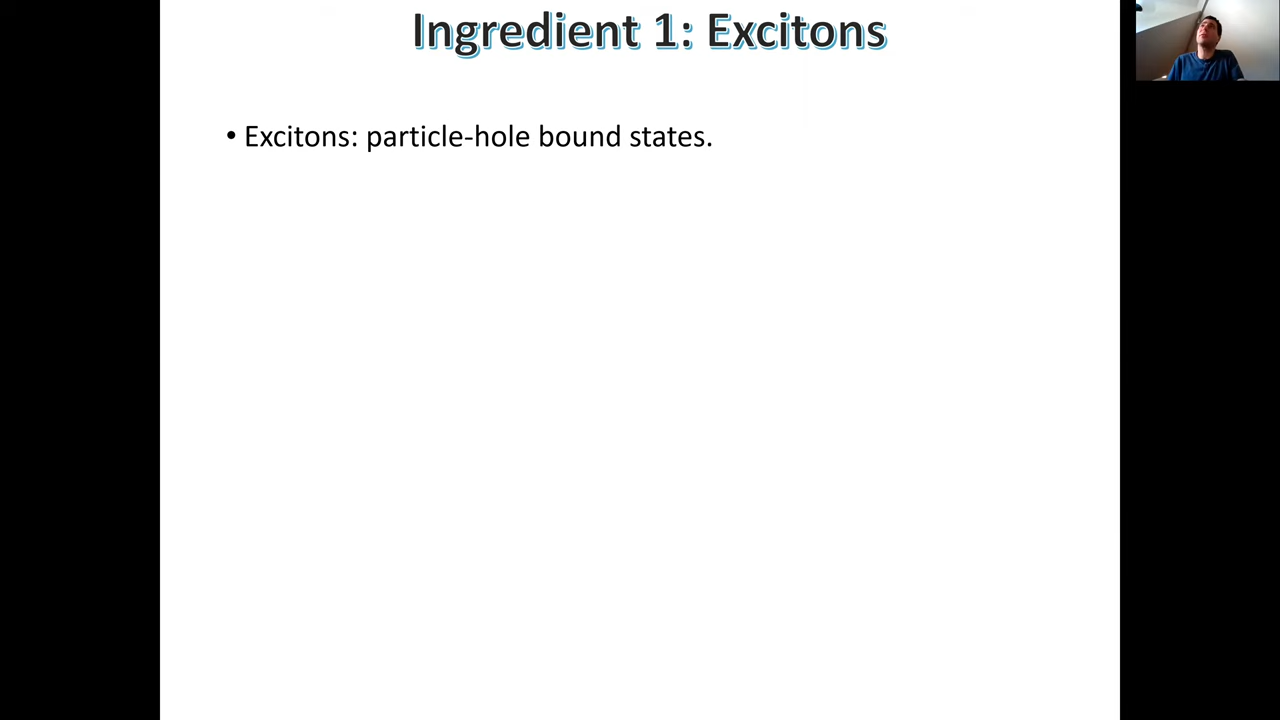 Ingredient 1: Excitons
• Excitons: particle-hole bound states.